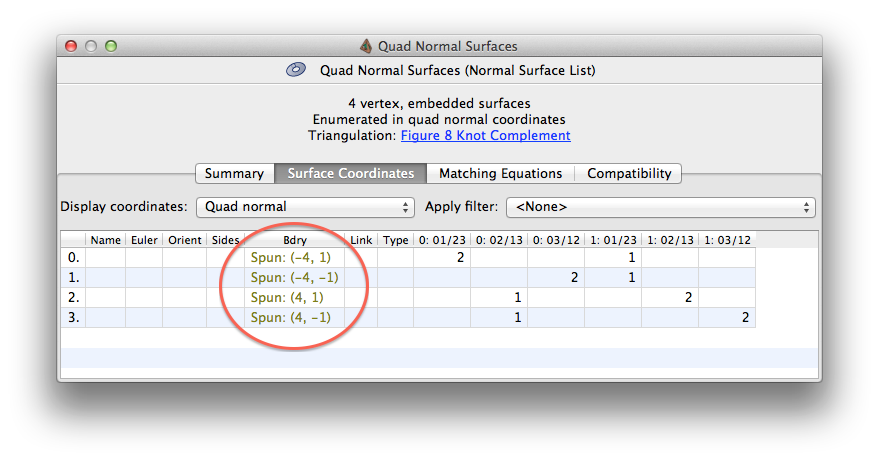 Quad Normal Surfaces
Quad Normal Surfaces (Normal Surface List)
4 vertex, embedded surfaces
Enumerated in quad normal coordinates
Triangulation: Figure 8 Knot Complement
Summary Surface Coordinates Matching Equations Compatibility
Display coordinates: Quad normal Apply filter: <None>
Name Euler Orient Sides Bdry Link Type 0: 01/23 0: 02/13 0: 03/12 1: 01/23 1: 02/13 1: 03/12
0. Spun: (−4, 1) 2 1
1. Spun: (−4, −1) 2 1
2. Spun: (4, 1) 1 2
3. Spun: (4, −1) 1 2